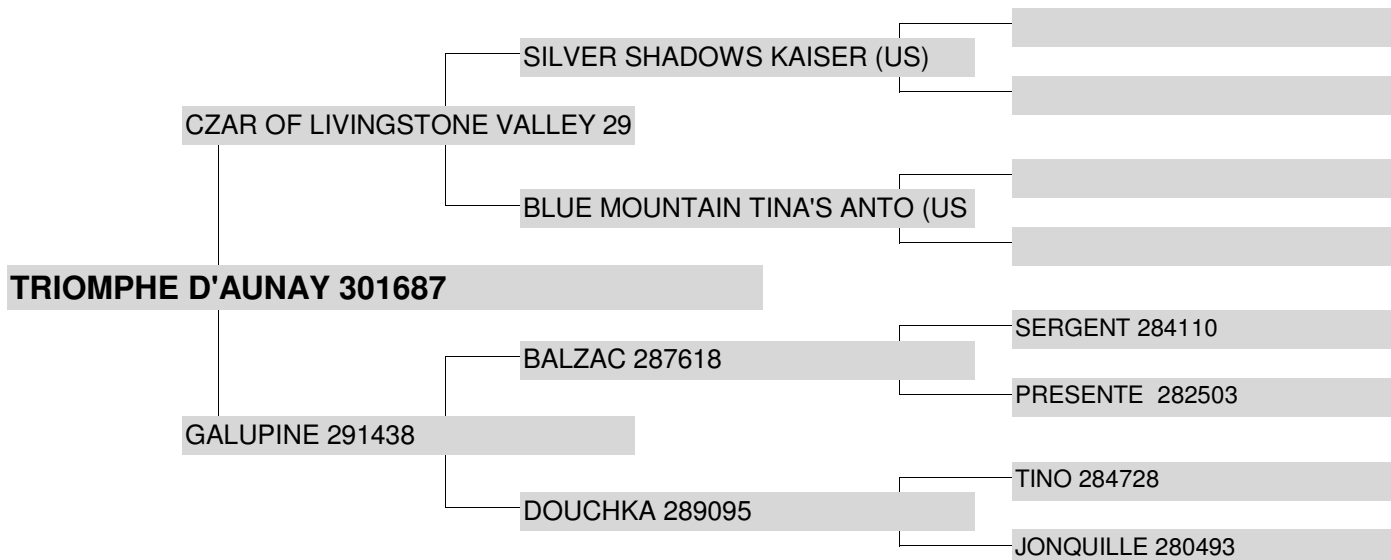 SILVER SHADOWS KAISER (US)
CZAR OF LIVINGSTONE VALLEY 29
BLUE MOUNTAIN TINA'S ANTO (US
TRIOMPHE D'AUNAY 301687
SERGENT 284110
BALZAC 287618
PRESENTE 282503
GALUPINE 291438
TINO 284728
DOUCHKA 289095
JONQUILLE 280493